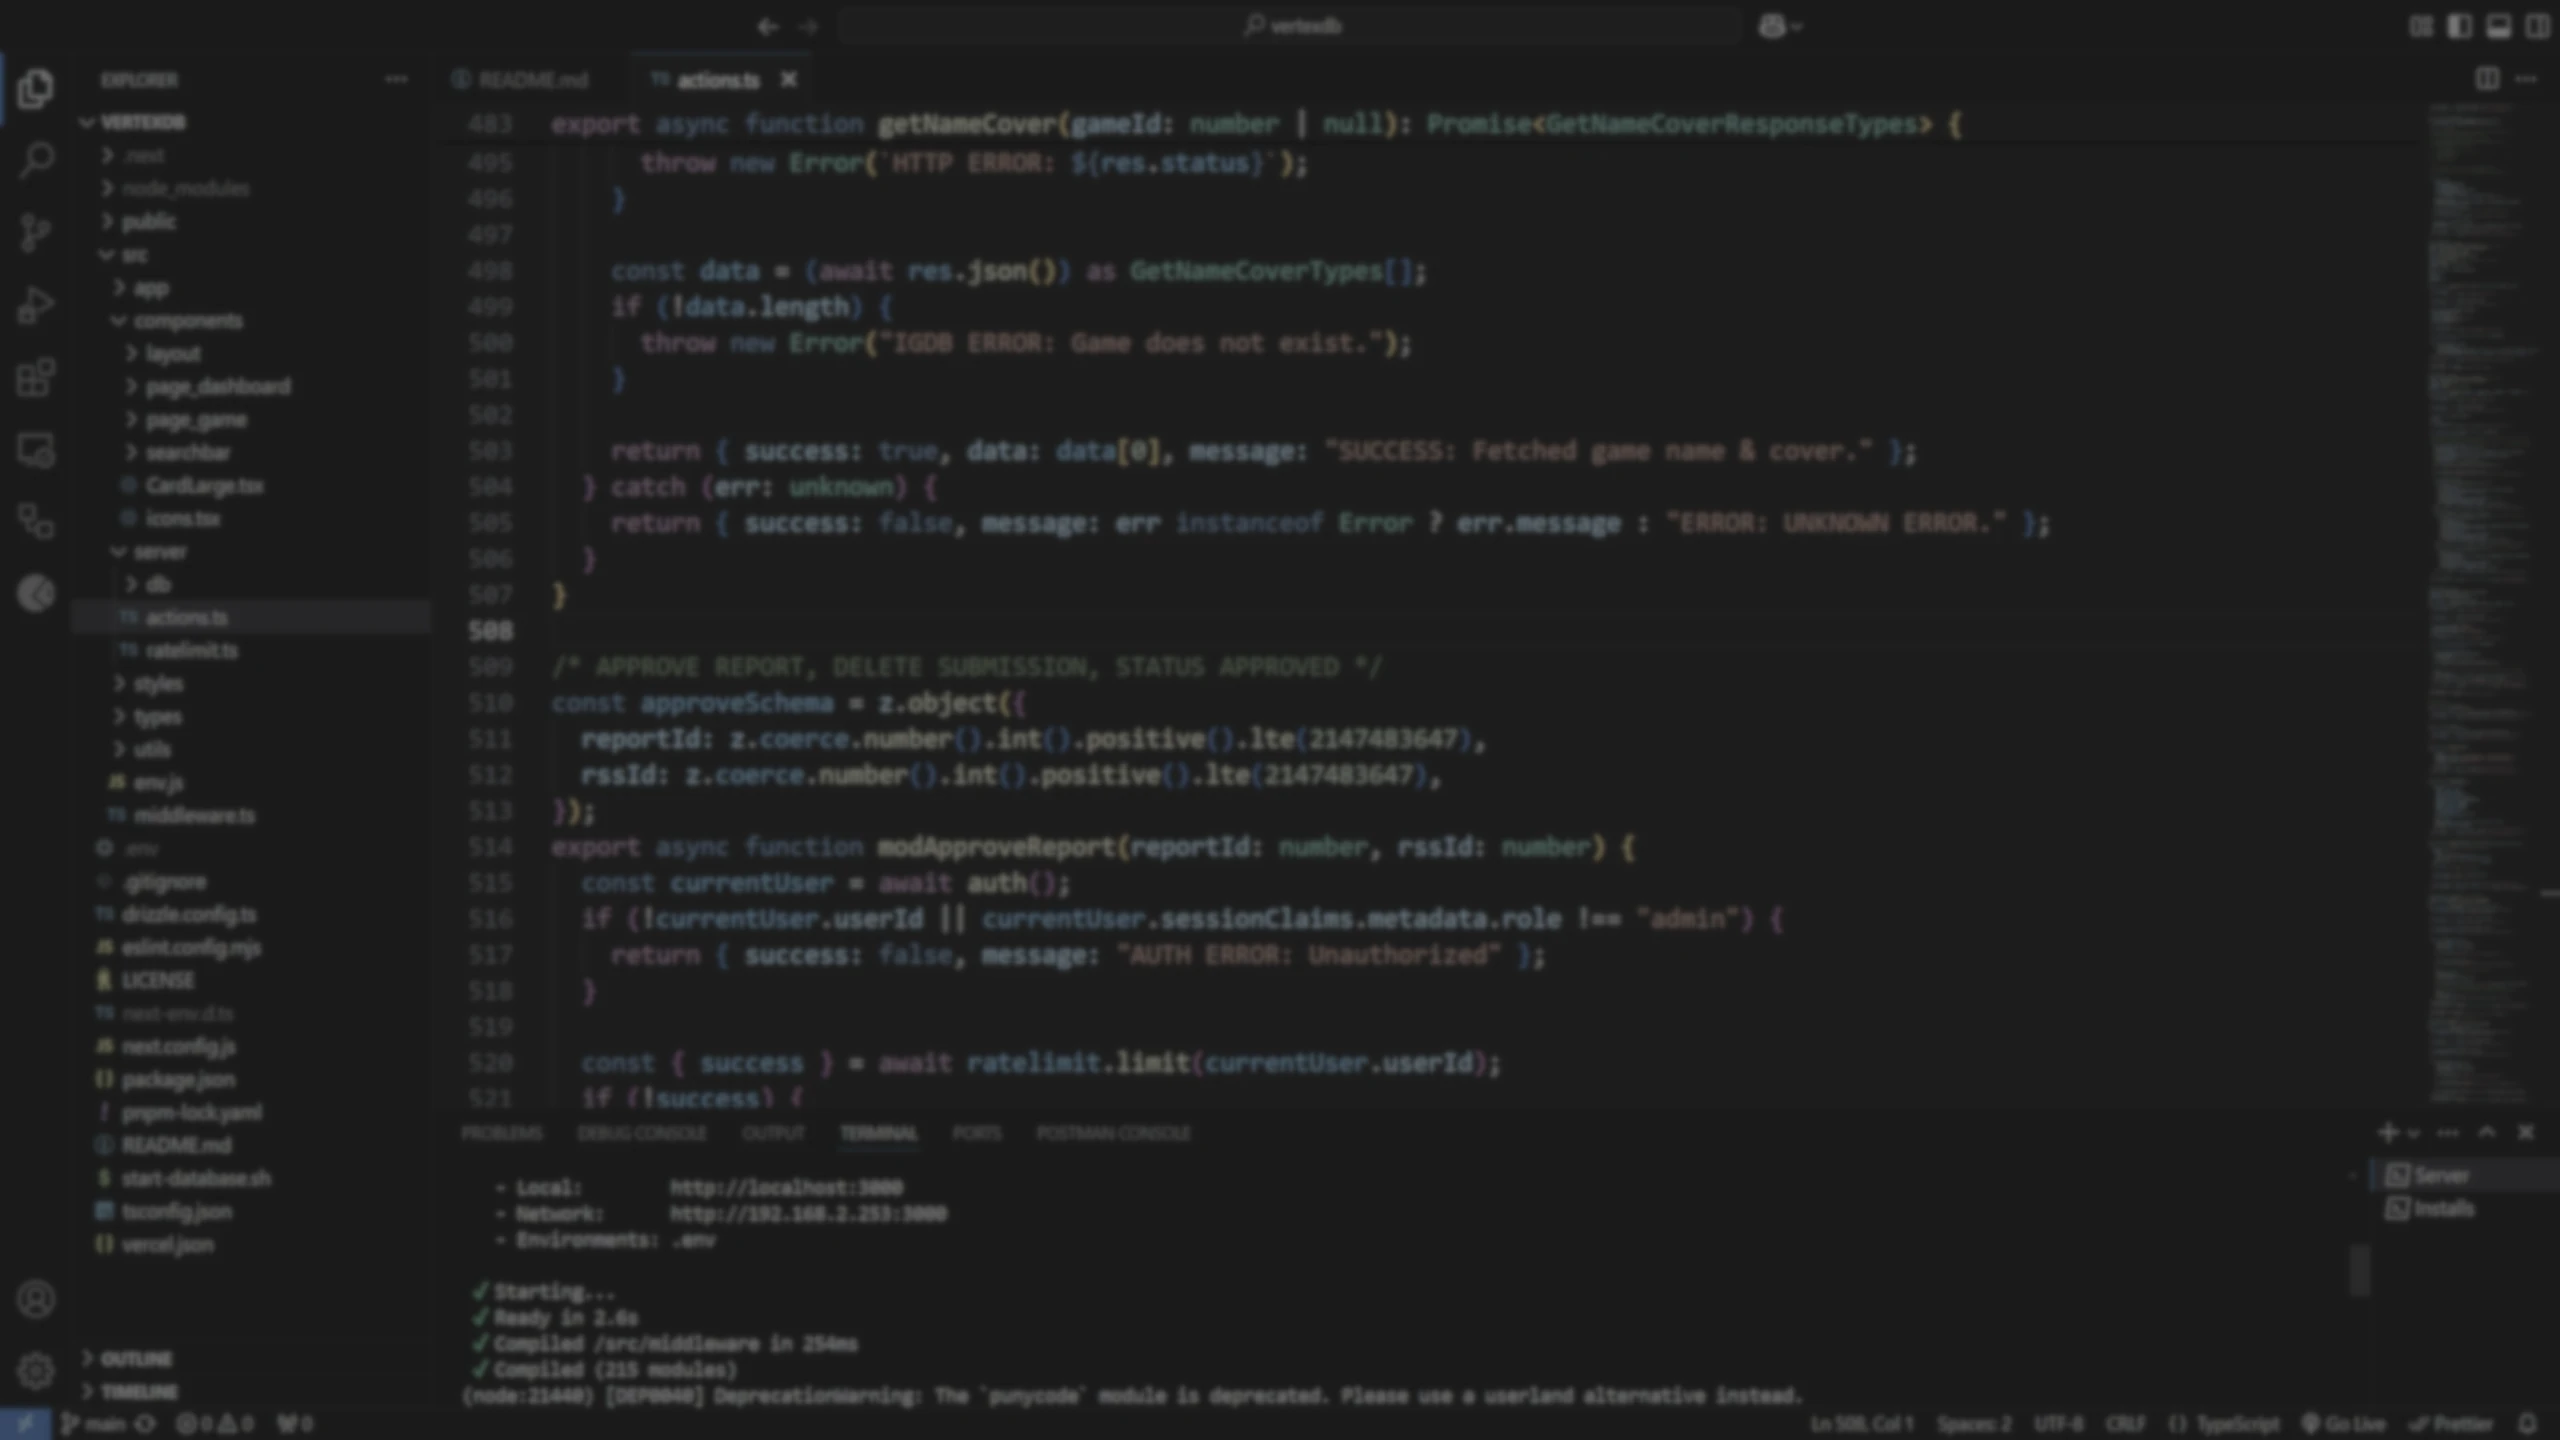 vertexdb
EXPLORER
VERTEXDB
.next
node_modules
public
src
app
components
layout
page_dashboard
page_game
searchbar
CardLarge.tsx
icons.tsx
server
db
TS actions.ts
TS ratelimit.ts
styles
types
utils
JS env.js
TS middleware.ts
.env
.gitignore
TS drizzle.config.ts
JS eslint.config.mjs
LICENSE
TS next-env.d.ts
JS next.config.js
{} package.json
! pnpm-lock.yaml
README.md
$ start-database.sh
tsconfig.json
{} vercel.json
OUTLINE
TIMELINE
README.md
TS actions.ts
483 export async function getNameCover(gameId: number | null): Promise<GetNameCoverResponseTypes> {
495 throw new Error(`HTTP ERROR: ${res.status}`);
496 }
497
498 const data = (await res.json()) as GetNameCoverTypes[];
499 if (!data.length) {
500 throw new Error("IGDB ERROR: Game does not exist.");
501 }
502
503 return { success: true, data: data[0], message: "SUCCESS: Fetched game name & cover." };
504 } catch (err: unknown) {
505 return { success: false, message: err instanceof Error ? err.message : "ERROR: UNKNOWN ERROR." };
506 }
507 }
508
509 /* APPROVE REPORT, DELETE SUBMISSION, STATUS APPROVED */
510 const approveSchema = z.object({
511 reportId: z.coerce.number().int().positive().lte(2147483647),
512 rssId: z.coerce.number().int().positive().lte(2147483647),
513 });
514 export async function modApproveReport(reportId: number, rssId: number) {
515 const currentUser = await auth();
516 if (!currentUser.userId || currentUser.sessionClaims.metadata.role !== "admin") {
517 return { success: false, message: "AUTH ERROR: Unauthorized" };
518 }
519
520 const { success } = await ratelimit.limit(currentUser.userId);
521 if (!success) {
PROBLEMS DEBUG CONSOLE OUTPUT TERMINAL PORTS POSTMAN CONSOLE
- Local: http://localhost:3000
- Network: http://192.168.2.253:3000
- Environments: .env
✓ Starting...
✓ Ready in 2.6s
✓ Compiled /src/middleware in 254ms
✓ Compiled (215 modules)
(node:21440) [DEP0040] DeprecationWarning: The `punycode` module is deprecated. Please use a userland alternative instead.
Server
Installs
main 0 0 0
Ln 508, Col 1 Spaces: 2 UTF-8 CRLF {} TypeScript Go Live Prettier